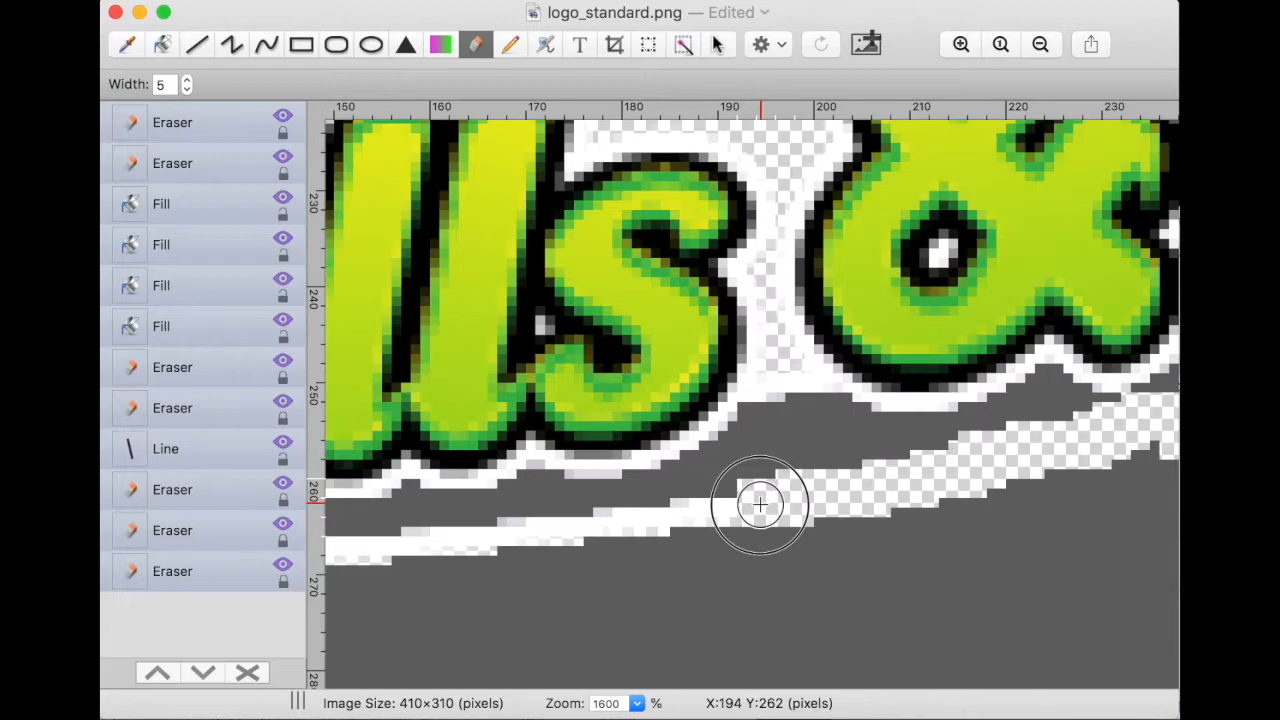 logo_standard.png — Edited
Width: 5
Eraser
Eraser
Fill
Fill
Fill
Fill
Eraser
Eraser
Line
Eraser
Eraser
Eraser
150 160 170 180 190 200 210 220 230
230
240
250
260
270
28
lls &
Image Size: 410×310 (pixels) Zoom: 1600 % X:194 Y:262 (pixels)